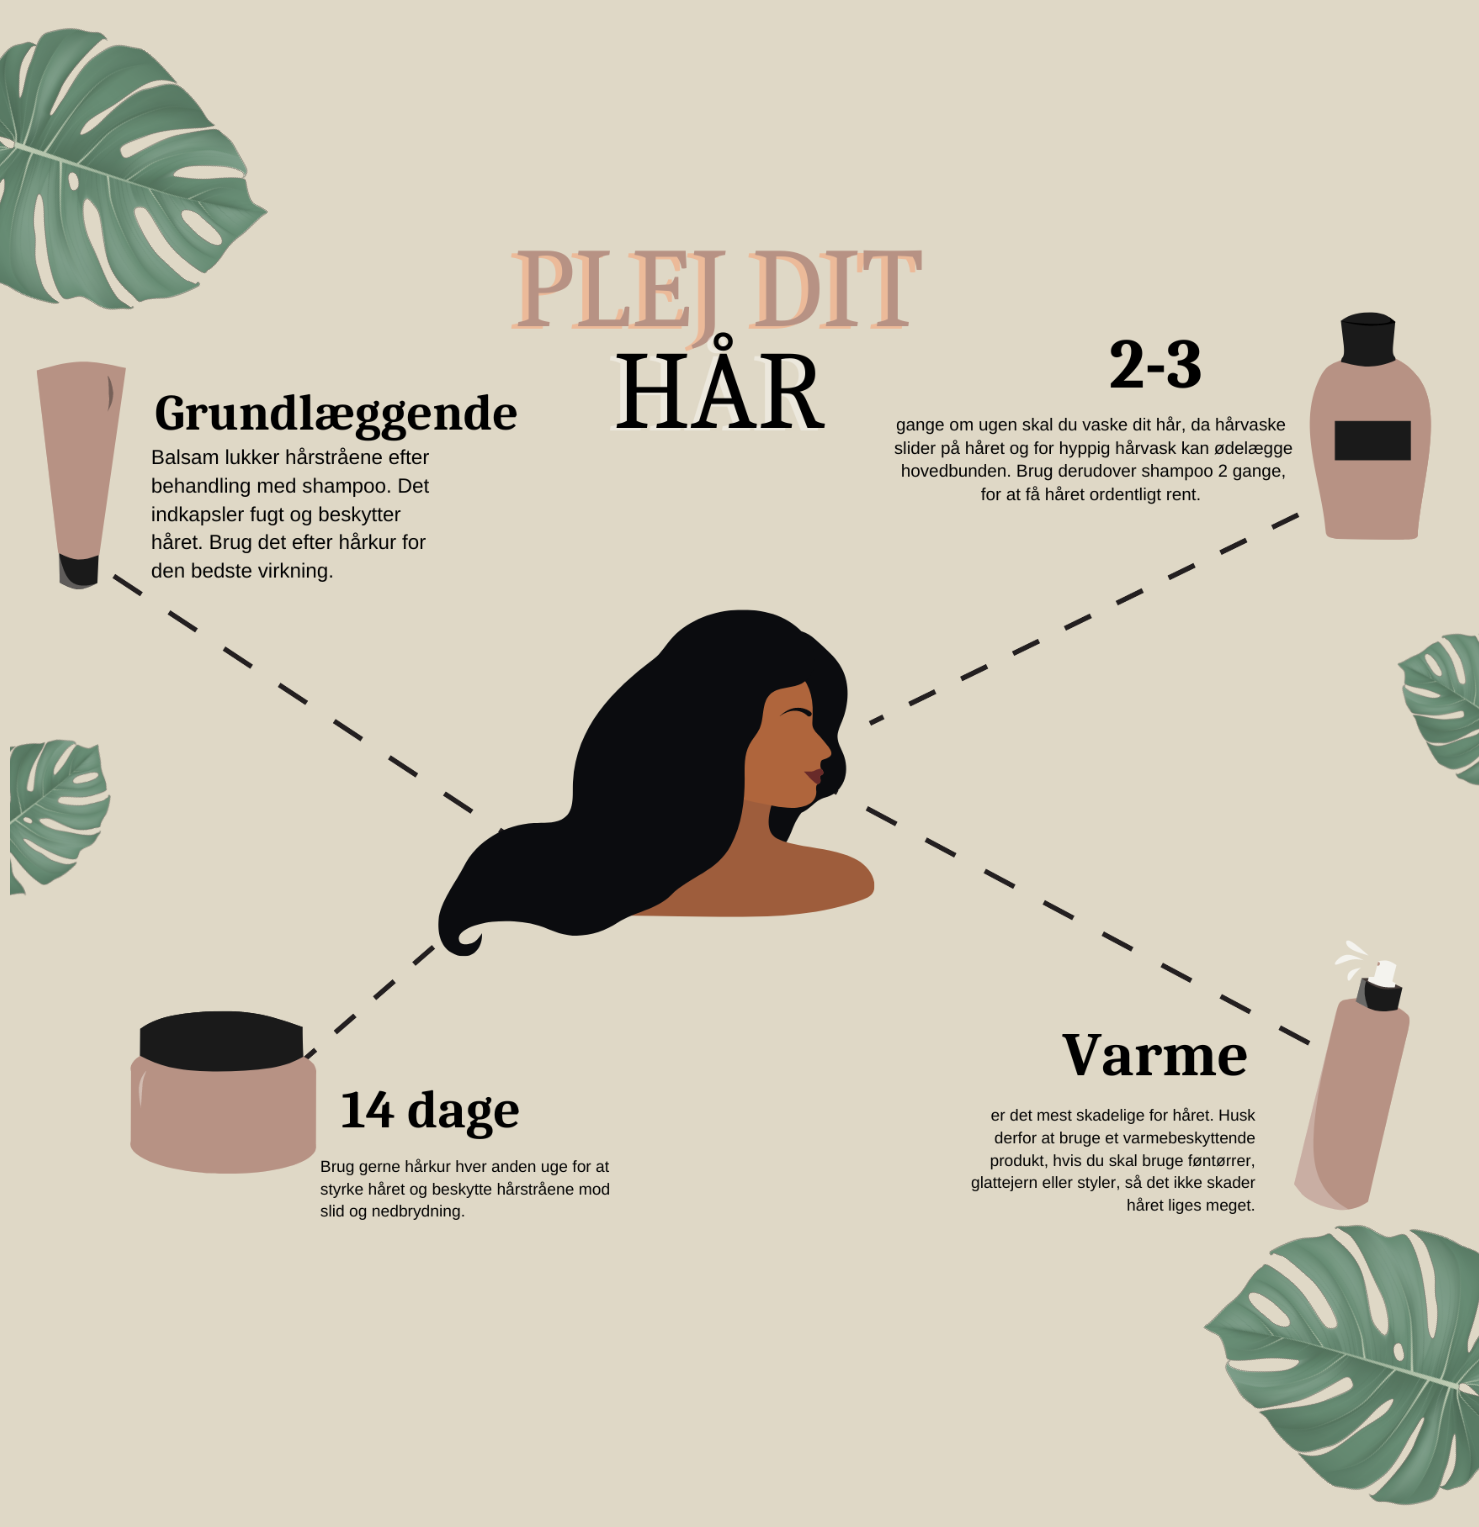 PLEJ DIT
HÅR
Grundlæggende
Balsam lukker hårstråene efter
behandling med shampoo. Det
indkapsler fugt og beskytter
håret. Brug det efter hårkur for
den bedste virkning.
2-3
gange om ugen skal du vaske dit hår, da hårvaske
slider på håret og for hyppig hårvask kan ødelægge
hovedbunden. Brug derudover shampoo 2 gange,
for at få håret ordentligt rent.
14 dage
Brug gerne hårkur hver anden uge for at
styrke håret og beskytte hårstråene mod
slid og nedbrydning.
Varme
er det mest skadelige for håret. Husk
derfor at bruge et varmebeskyttende
produkt, hvis du skal bruge føntørrer,
glattejern eller styler, så det ikke skader
håret liges meget.